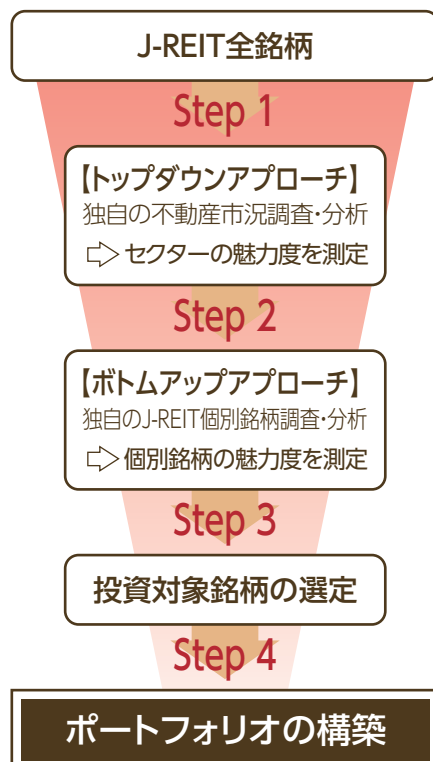 J-REIT全銘柄
Step 1
【トップダウンアプローチ】
独自の不動産市況調査・分析
⇨ セクターの魅力度を測定
Step 2
【ボトムアップアプローチ】
独自のJ-REIT個別銘柄調査・分析
⇨ 個別銘柄の魅力度を測定
Step 3
投資対象銘柄の選定
Step 4
ポートフォリオの構築